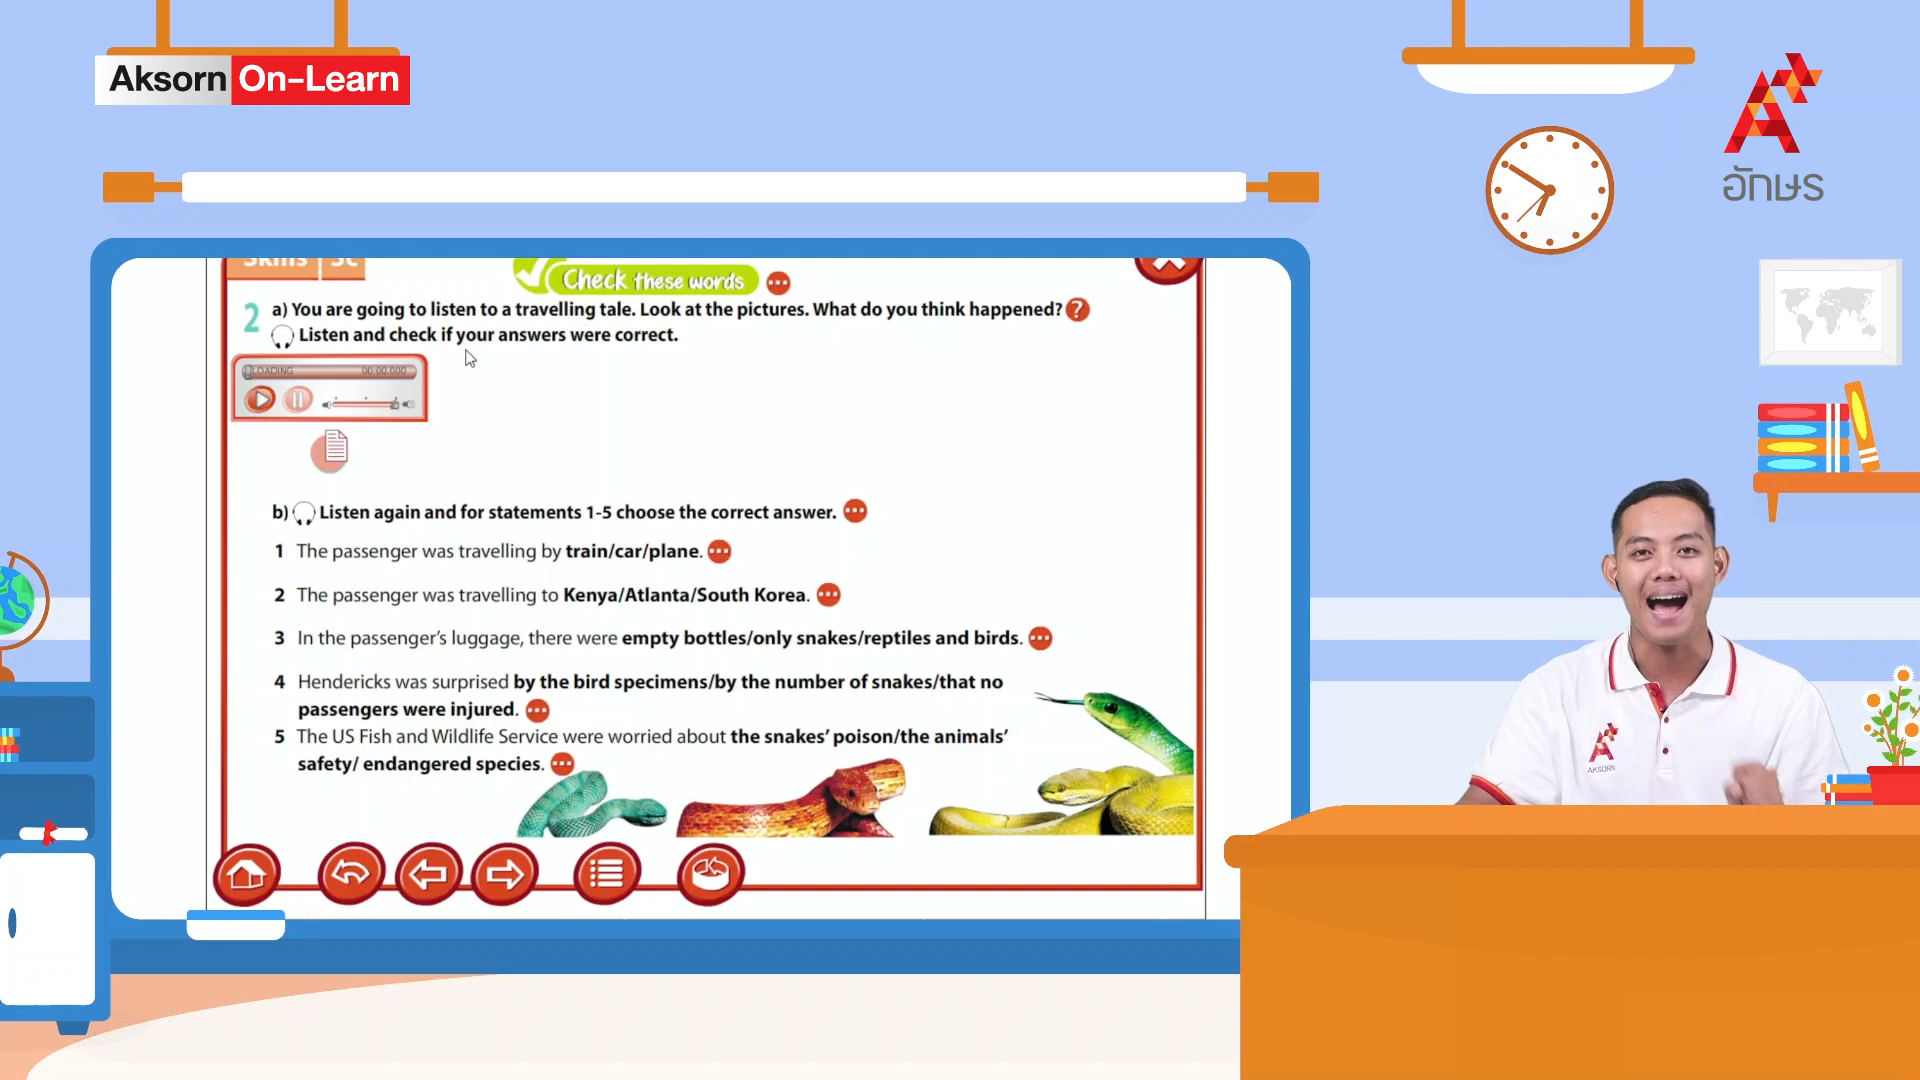 Aksorn On-Learn
อักษร
Skills
Check these words
2 a) You are going to listen to a travelling tale. Look at the pictures. What do you think happened? ?
Listen and check if your answers were correct.
LOADING 00:00.000
b) Listen again and for statements 1-5 choose the correct answer.
1 The passenger was travelling by train/car/plane.
2 The passenger was travelling to Kenya/Atlanta/South Korea.
3 In the passenger's luggage, there were empty bottles/only snakes/reptiles and birds.
4 Hendericks was surprised by the bird specimens/by the number of snakes/that no
passengers were injured.
5 The US Fish and Wildlife Service were worried about the snakes' poison/the animals'
safety/ endangered species.
AKSORN